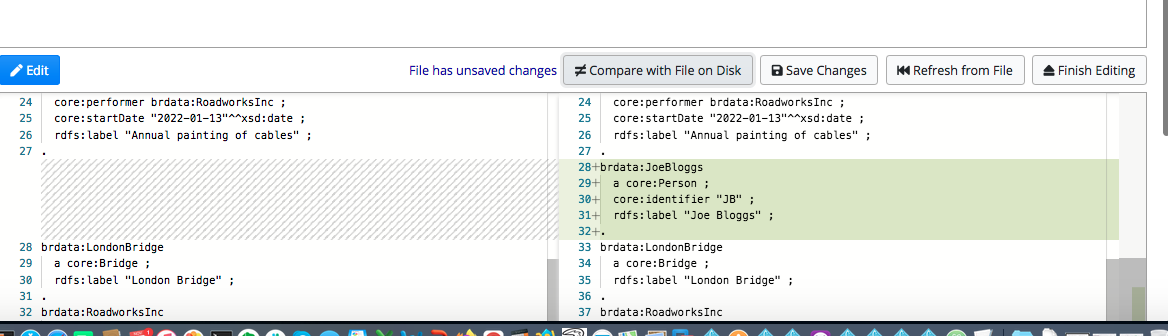 Edit
File has unsaved changes
Compare with File on Disk
Save Changes
Refresh from File
Finish Editing
24 core:performer brdata:RoadworksInc ;
25 core:startDate "2022-01-13"^^xsd:date ;
26 rdfs:label "Annual painting of cables" ;
27 .
28 brdata:LondonBridge
29 a core:Bridge ;
30 rdfs:label "London Bridge" ;
31 .
32 brdata:RoadworksInc
24 core:performer brdata:RoadworksInc ;
25 core:startDate "2022-01-13"^^xsd:date ;
26 rdfs:label "Annual painting of cables" ;
27 .
28+brdata:JoeBloggs
29+ a core:Person ;
30+ core:identifier "JB" ;
31+ rdfs:label "Joe Bloggs" ;
32+.
33 brdata:LondonBridge
34 a core:Bridge ;
35 rdfs:label "London Bridge" ;
36 .
37 brdata:RoadworksInc